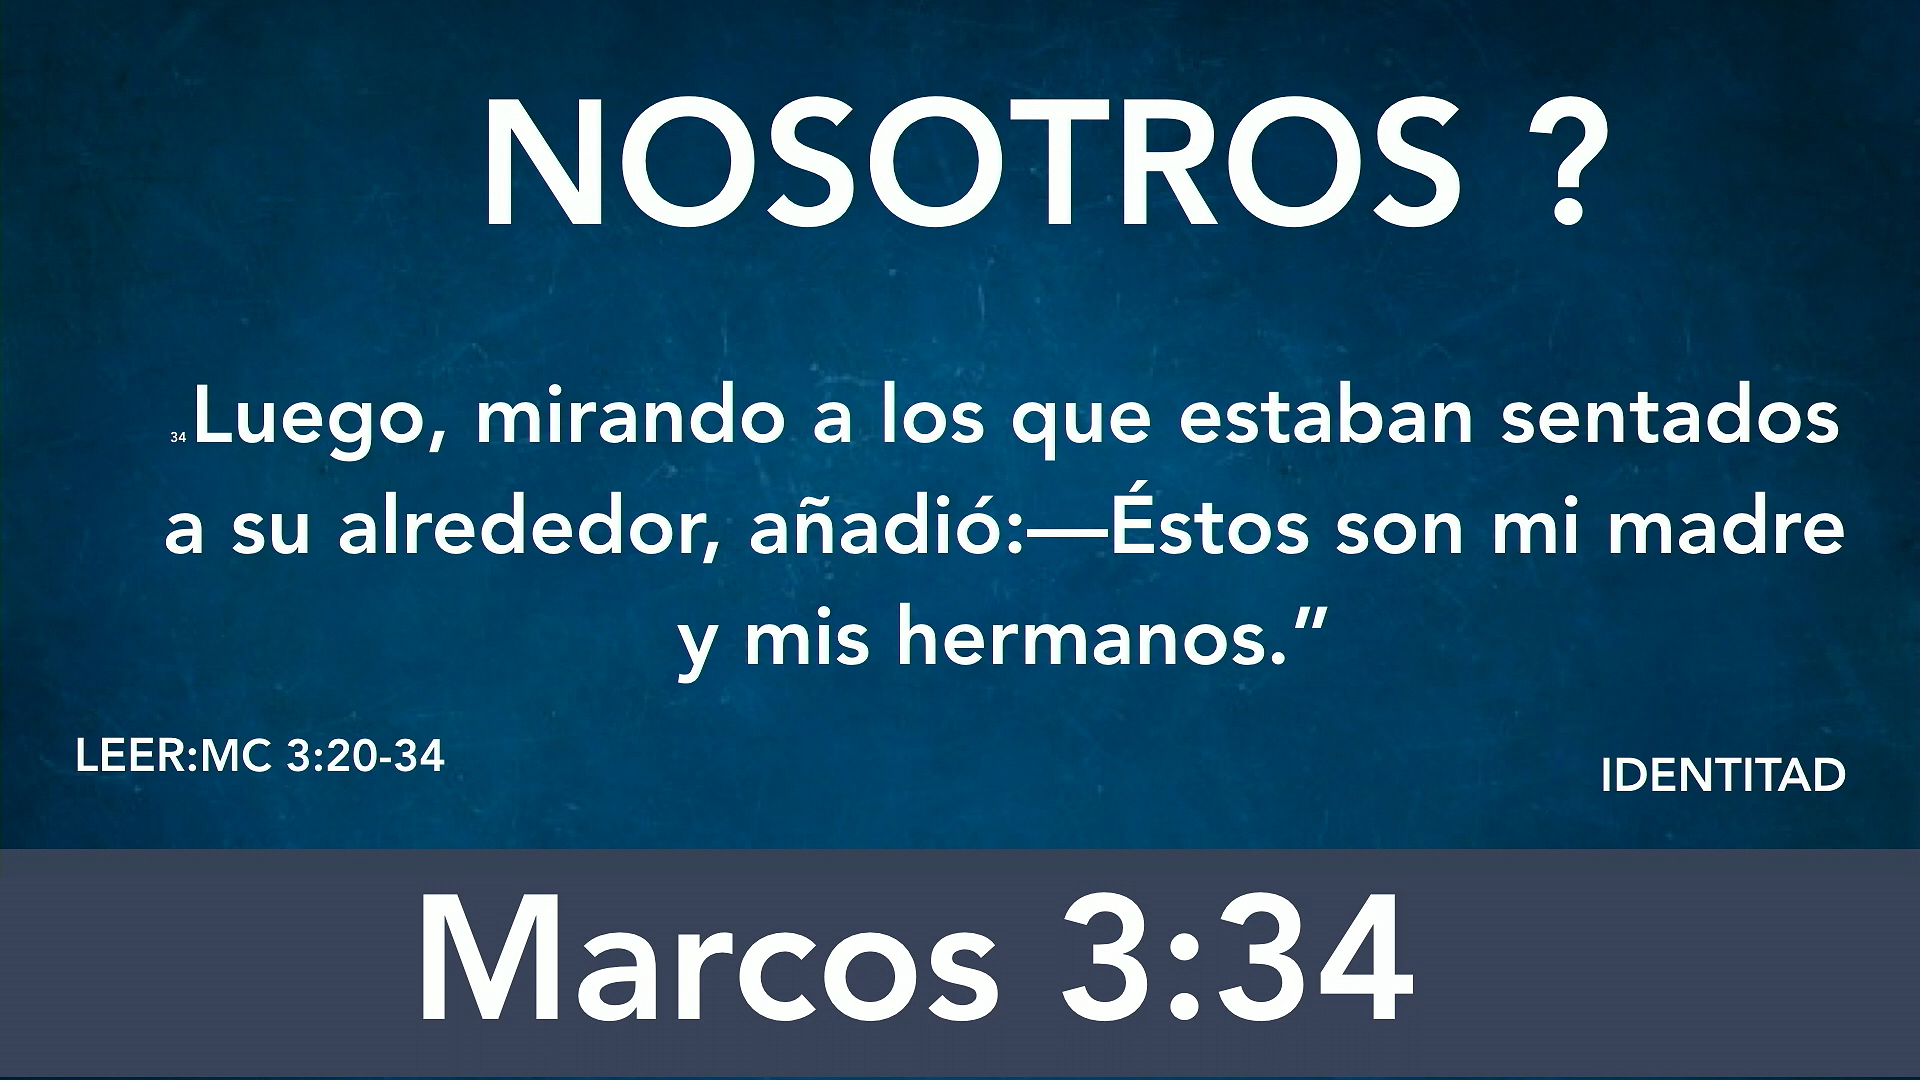 NOSOTROS ?
34 Luego, mirando a los que estaban sentados
a su alrededor, añadió:—Éstos son mi madre
y mis hermanos.”
LEER:MC 3:20-34
IDENTITAD
Marcos 3:34